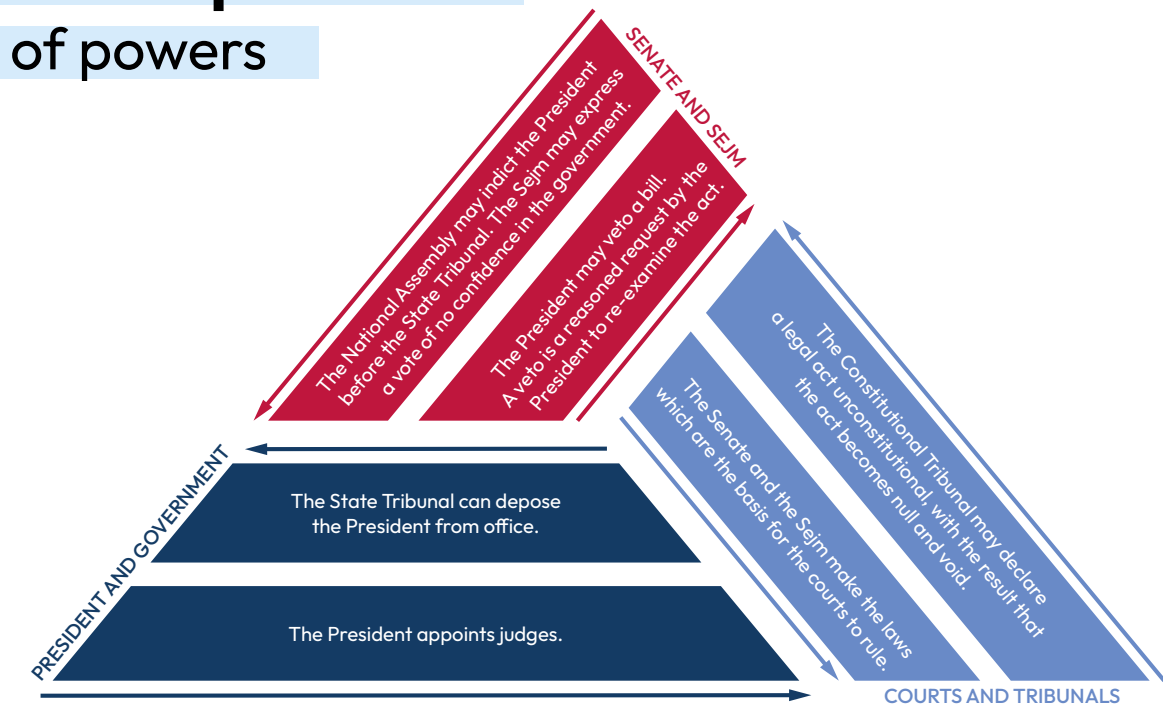 of powers
SENATE AND SEJM
The National Assembly may indict the President
before the State Tribunal. The Sejm may express
a vote of no confidence in the government.
The President may veto a bill.
A veto is a reasoned request by the
President to re-examine the act.
The Constitutional Tribunal may declare
a legal act unconstitutional, with the result that
the act becomes null and void.
The Senate and the Sejm make the laws
which are the basis for the courts to rule.
PRESIDENT AND GOVERNMENT
The State Tribunal can depose
the President from office.
The President appoints judges.
COURTS AND TRIBUNALS